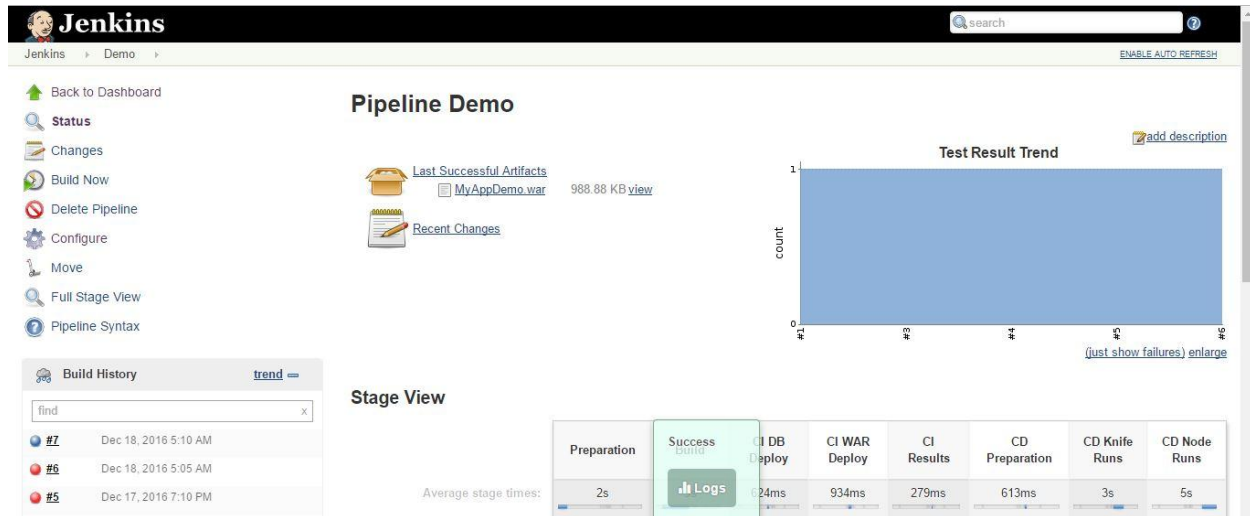 Jenkins
search
Jenkins
Demo
ENABLE AUTO REFRESH
Back to Dashboard
Status
Changes
Build Now
Delete Pipeline
Configure
Move
Full Stage View
Pipeline Syntax
Build History
trend
find
x
#7 Dec 18, 2016 5:10 AM
#6 Dec 18, 2016 5:05 AM
#5 Dec 17, 2016 7:10 PM
Pipeline Demo
add description
Last Successful Artifacts
MyAppDemo.war 988.88 KB view
Recent Changes
Test Result Trend
1
count
0
#1 #3 #4 #5 #6
(just show failures) enlarge
Stage View
Preparation
Success
Build
CI DB
Deploy
CI WAR
Deploy
CI
Results
CD
Preparation
CD Knife
Runs
CD Node
Runs
Logs
Average stage times:
2s
624ms
934ms
279ms
613ms
3s
5s